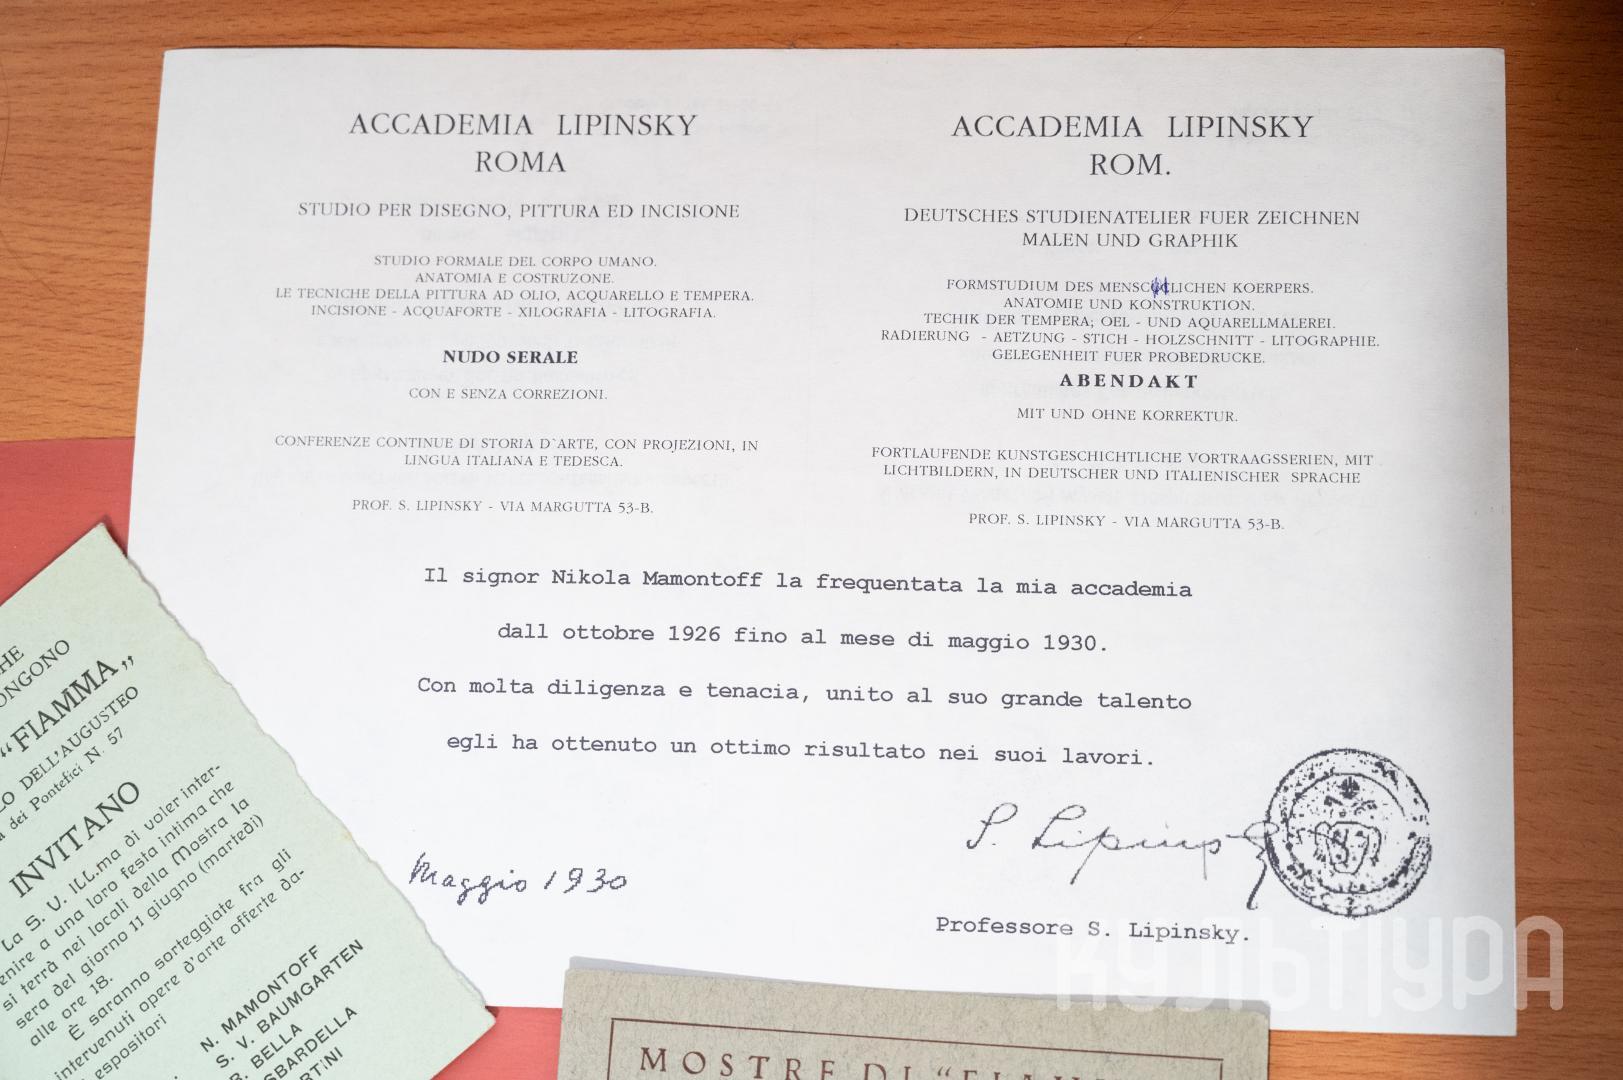 ACCADEMIA LIPINSKY
ROMA
STUDIO PER DISEGNO, PITTURA ED INCISIONE
STUDIO FORMALE DEL CORPO UMANO.
ANATOMIA E COSTRUZONE.
LE TECNICHE DELLA PITTURA AD OLIO, ACQUARELLO E TEMPERA.
INCISIONE - ACQUAFORTE - XILOGRAFIA - LITOGRAFIA.
NUDO SERALE
CON E SENZA CORREZIONI.
CONFERENZE CONTINUE DI STORIA D`ARTE, CON PROJEZIONI, IN
LINGUA ITALIANA E TEDESCA.
PROF. S. LIPINSKY - VIA MARGUTTA 53-B.
ACCADEMIA LIPINSKY
ROM.
DEUTSCHES STUDIENATELIER FUER ZEICHNEN
MALEN UND GRAPHIK
FORMSTUDIUM DES MENSCHLICHEN KOERPERS.
ANATOMIE UND KONSTRUKTION.
TECHIK DER TEMPERA; OEL - UND AQUARELLMALEREI.
RADIERUNG - AETZUNG - STICH - HOLZSCHNITT - LITOGRAPHIE.
GELEGENHEIT FUER PROBEDRUCKE.
ABENDAKT
MIT UND OHNE KORREKTUR.
FORTLAUFENDE KUNSTGESCHICHTLICHE VORTRAAGSSERIEN, MIT
LICHTBILDERN, IN DEUTSCHER UND ITALIENISCHER SPRACHE
PROF. S. LIPINSKY - VIA MARGUTTA 53-B.
Il signor Nikola Mamontoff la frequentata la mia accademia
dall ottobre 1926 fino al mese di maggio 1930.
Con molta diligenza e tenacia, unito al suo grande talento
egli ha ottenuto un ottimo risultato nei suoi lavori.
S. Lipinsky
Maggio 1930
Professore S. Lipinsky.
"FIAMMA"
DELL'AUGUSTEO
dei Pontefici N. 57
INVITANO
La S. V. ILL.ma di voler inter-
venire a una loro festa intima che
si terrà nei locali della Mostra la
sera del giorno 11 giugno (martedì)
alle ore 18.
È saranno sorteggiate fra gli
intervenuti opere d'arte offerte da-
espositori
N. MAMONTOFF
S. V. BAUMGARTEN
BELLA
SBARDELLA
MOSTRE DI "FIAMMA
КУЛЬТУРА